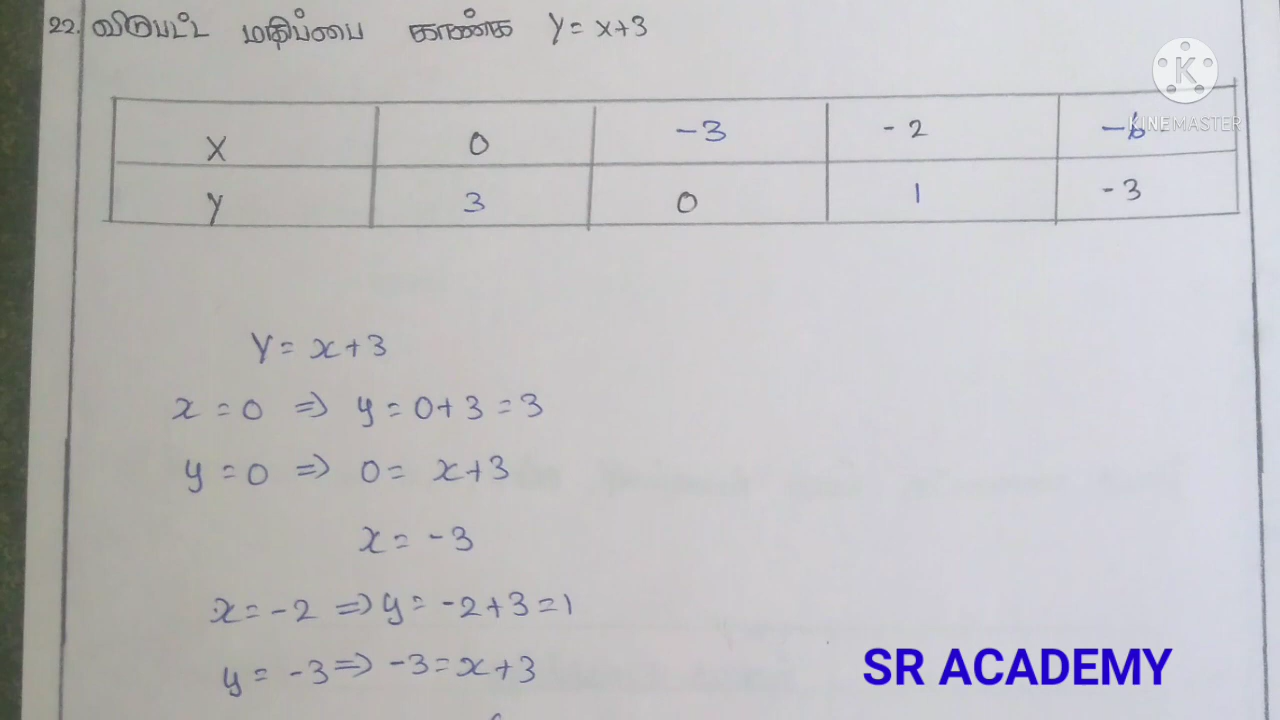 22. விடுபட்ட மதிப்பை காண்க y = x+3
K
KINEMASTER
X 0 -3 -2 -6
y 3 0 1 -3
Y = x+3
x = 0 ⇒ y = 0+3 = 3
y = 0 ⇒ 0 = x+3
x = -3
x = -2 ⇒ y = -2+3 = 1
y = -3 ⇒ -3 = x+3
SR ACADEMY